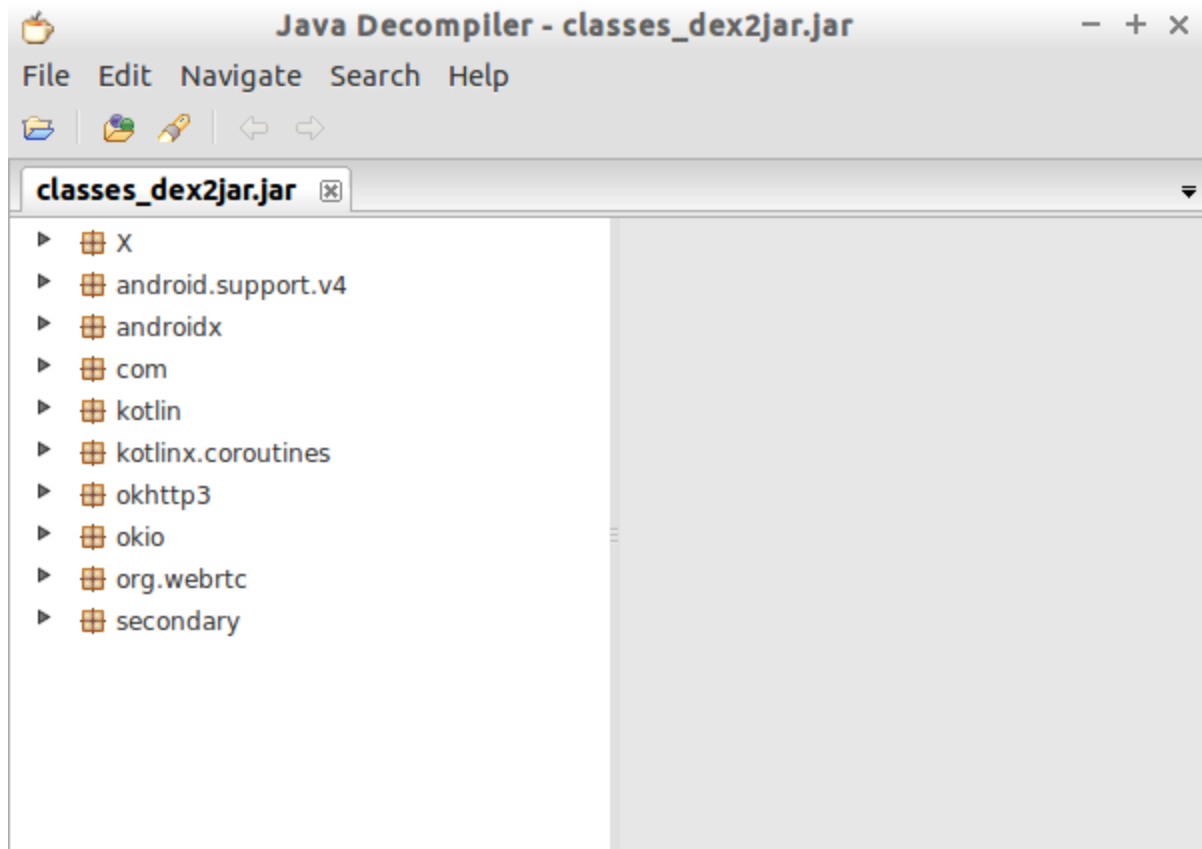 Java Decompiler - classes_dex2jar.jar
File Edit Navigate Search Help
classes_dex2jar.jar
X
android.support.v4
androidx
com
kotlin
kotlinx.coroutines
okhttp3
okio
org.webrtc
secondary